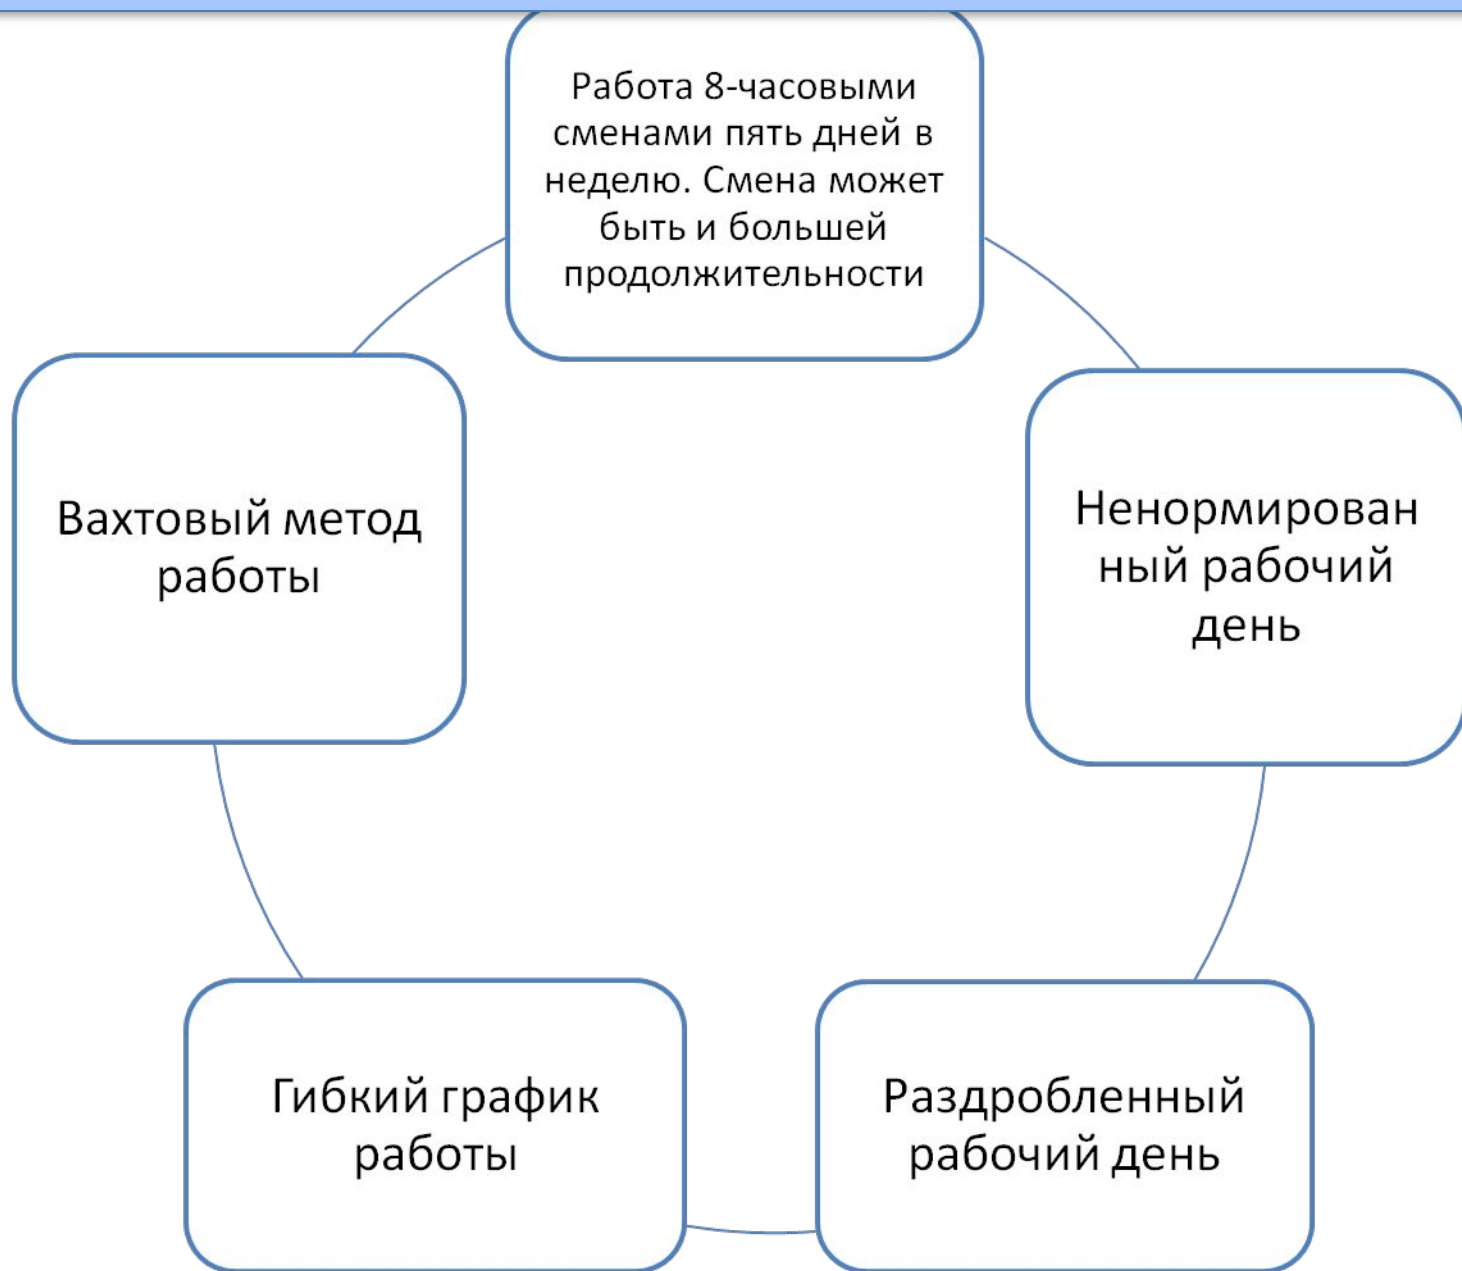 Работа 8-часовыми
сменами пять дней в
неделю. Смена может
быть и большей
продолжительности
Ненормирован
ный рабочий
день
Раздробленный
рабочий день
Гибкий график
работы
Вахтовый метод
работы